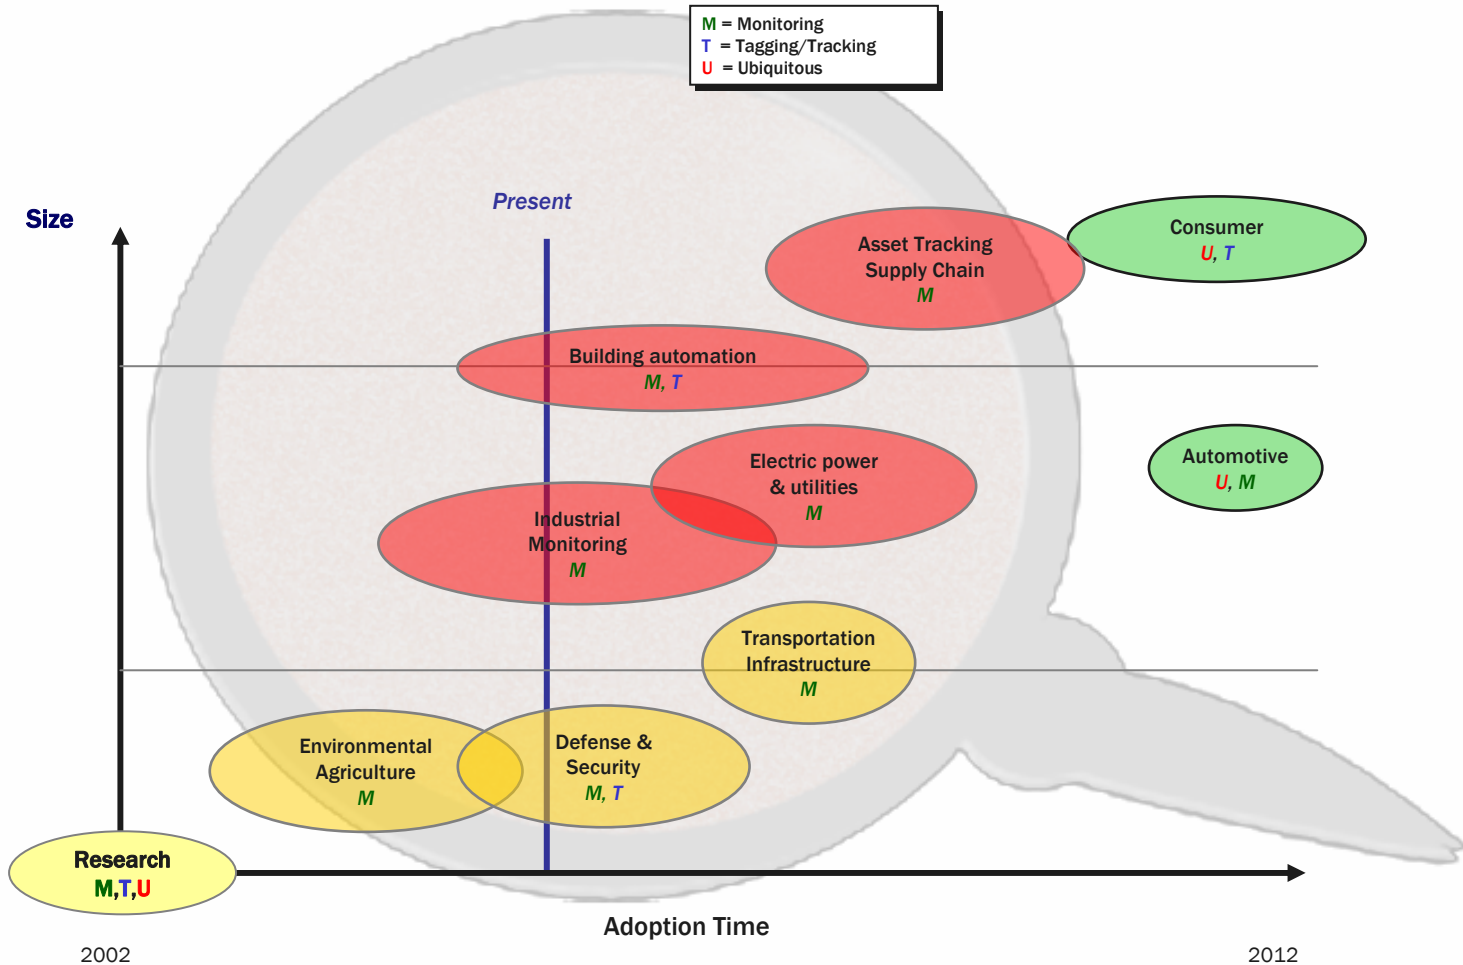 M = Monitoring
T = Tagging/Tracking
U = Ubiquitous
Present
Size
Consumer
U, T
Asset Tracking
Supply Chain
M
Building automation
M, T
Electric power
& utilities
M
Automotive
U, M
Industrial
Monitoring
M
Transportation
Infrastructure
M
Environmental
Agriculture
M
Defense &
Security
M, T
Research
M,T,U
Adoption Time
2002
2012